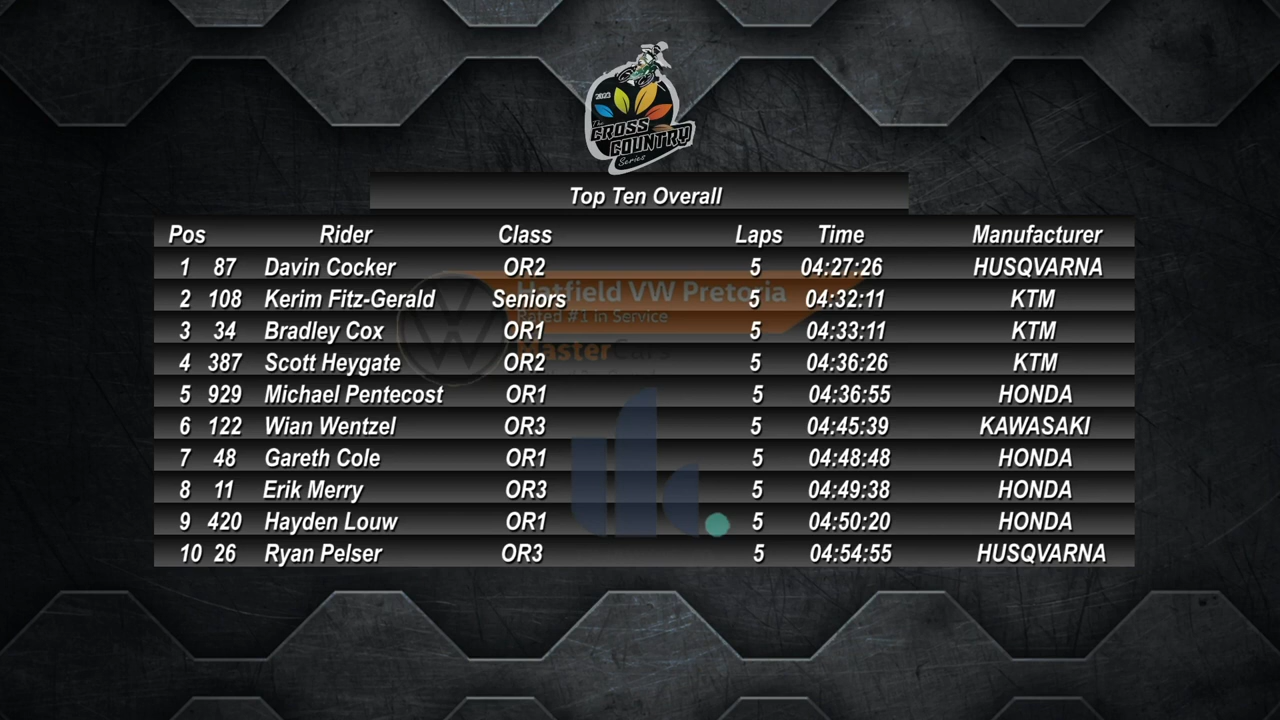 2023
The
CROSS
COUNTRY
Series
Top Ten Overall
Pos Rider Class Laps Time Manufacturer
1 87 Davin Cocker OR2 5 04:27:26 HUSQVARNA
2 108 Kerim Fitz-Gerald Seniors 5 04:32:11 KTM
Hatfield VW Pretoria
Rated #1 in Service
3 34 Bradley Cox OR1 5 04:33:11 KTM
MasterCars
4 387 Scott Heygate OR2 5 04:36:26 KTM
5 929 Michael Pentecost OR1 5 04:36:55 HONDA
6 122 Wian Wentzel OR3 5 04:45:39 KAWASAKI
7 48 Gareth Cole OR1 5 04:48:48 HONDA
8 11 Erik Merry OR3 5 04:49:38 HONDA
9 420 Hayden Louw OR1 5 04:50:20 HONDA
10 26 Ryan Pelser OR3 5 04:54:55 HUSQVARNA